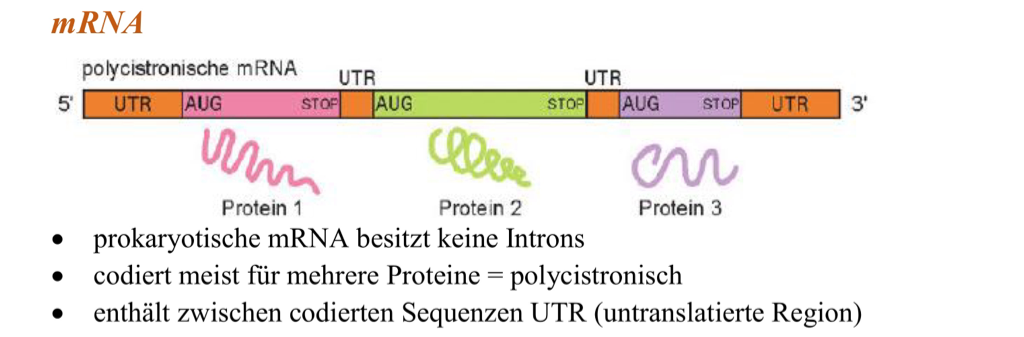 mRNA
polycistronische mRNA
UTR UTR
5' UTR AUG STOP AUG STOP AUG STOP UTR 3'
Protein 1 Protein 2 Protein 3
• prokaryotische mRNA besitzt keine Introns
• codiert meist für mehrere Proteine = polycistronisch
• enthält zwischen codierten Sequenzen UTR (untranslatierte Region)